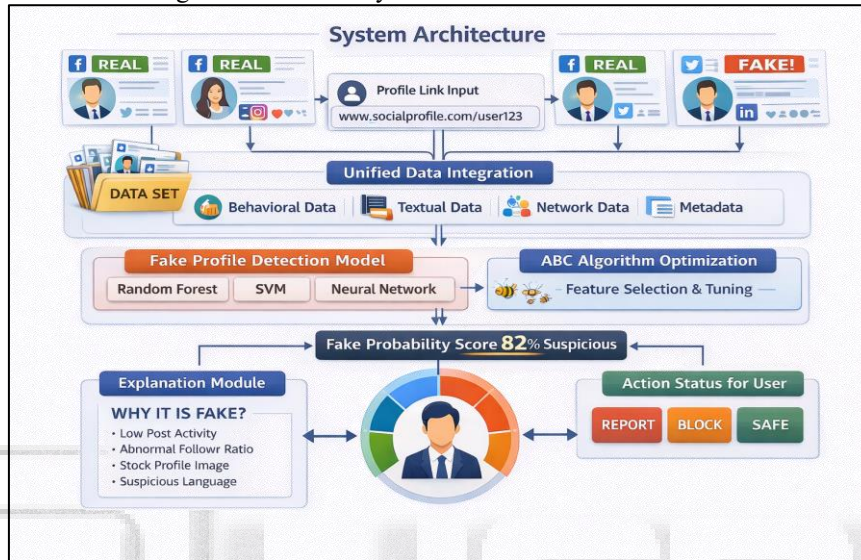 System Architecture
f REAL
f REAL
Profile Link Input
www.socialprofile.com/user123
f REAL
FAKE!
in
Unified Data Integration
DATA SET
Behavioral Data
Textual Data
Network Data
Metadata
Fake Profile Detection Model
ABC Algorithm Optimization
Random Forest
SVM
Neural Network
Feature Selection & Tuning
Fake Probability Score 82% Suspicious
Explanation Module
Action Status for User
WHY IT IS FAKE?
• Low Post Activity
• Abnormal Followr Ratio
• Stock Profile Image
• Suspicious Language
REPORT
BLOCK
SAFE